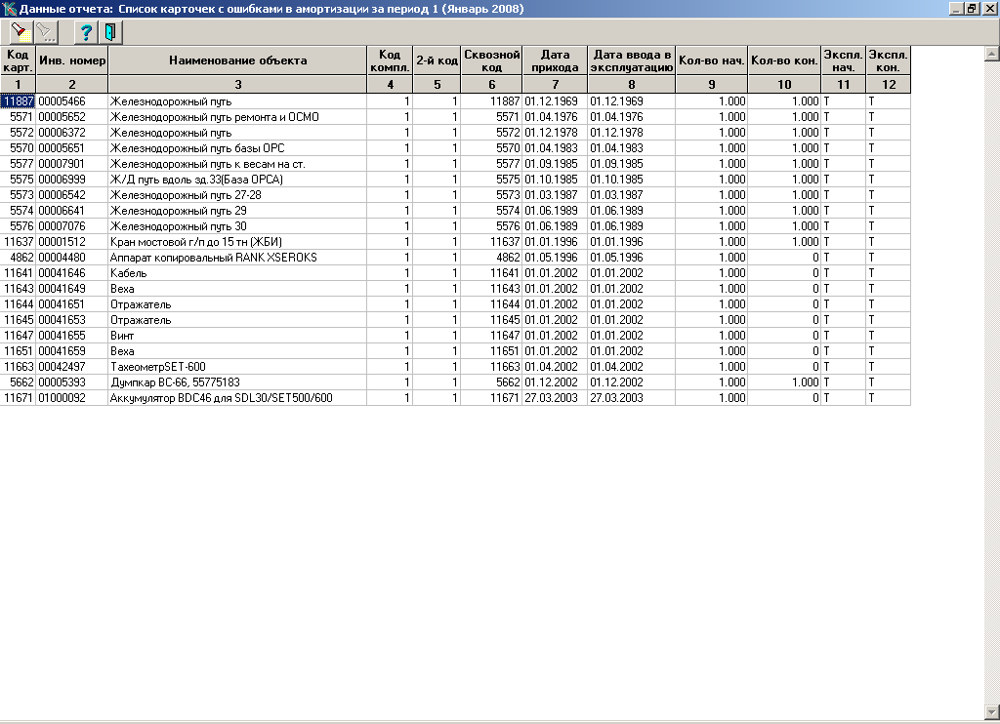 Данные отчета: Список карточек с ошибками в амортизации за период 1 (Январь 2008)
Код карт. Инв. номер Наименование объекта Код компл. 2-й код Сквозной код Дата прихода Дата ввода в эксплуатацию Кол-во нач. Кол-во кон. Экспл. нач. Экспл. кон.
1 2 3 4 5 6 7 8 9 10 11 12
11887 00005466 Железнодорожный путь 1 1 11887 01.12.1969 01.12.1969 1.000 1.000 Т Т
5571 00005652 Железнодорожный путь ремонта и ОСМО 1 1 5571 01.04.1976 01.04.1976 1.000 1.000 Т Т
5572 00006372 Железнодорожный путь 1 1 5572 01.12.1978 01.12.1978 1.000 1.000 Т Т
5570 00005651 Железнодорожный путь базы ОРС 1 1 5570 01.04.1983 01.04.1983 1.000 1.000 Т Т
5577 00007901 Железнодорожный путь к весам на ст. 1 1 5577 01.09.1985 01.09.1985 1.000 1.000 Т Т
5575 00006999 Ж/Д путь вдоль зд.33(База ОРСА) 1 1 5575 01.10.1985 01.10.1985 1.000 1.000 Т Т
5573 00006542 Железнодорожный путь 27-28 1 1 5573 01.03.1987 01.03.1987 1.000 1.000 Т Т
5574 00006641 Железнодорожный путь 29 1 1 5574 01.06.1989 01.06.1989 1.000 1.000 Т Т
5576 00007076 Железнодорожный путь 30 1 1 5576 01.06.1989 01.06.1989 1.000 1.000 Т Т
11637 00001512 Кран мостовой г/п до 15 тн (ЖБИ) 1 1 11637 01.01.1996 01.01.1996 1.000 1.000 Т Т
4862 00004480 Аппарат копировальный RANK XSEROKS 1 1 4862 01.05.1996 01.05.1996 1.000 0 Т Т
11641 00041646 Кабель 1 1 11641 01.01.2002 01.01.2002 1.000 0 Т Т
11643 00041649 Веха 1 1 11643 01.01.2002 01.01.2002 1.000 0 Т Т
11644 00041651 Отражатель 1 1 11644 01.01.2002 01.01.2002 1.000 0 Т Т
11645 00041653 Отражатель 1 1 11645 01.01.2002 01.01.2002 1.000 0 Т Т
11647 00041655 Винт 1 1 11647 01.01.2002 01.01.2002 1.000 0 Т Т
11651 00041659 Веха 1 1 11651 01.01.2002 01.01.2002 1.000 0 Т Т
11663 00042497 ТахеометрSET-600 1 1 11663 01.04.2002 01.04.2002 1.000 0 Т Т
5662 00005393 Думпкар ВС-66, 55775183 1 1 5662 01.12.2002 01.12.2002 1.000 1.000 Т Т
11671 01000092 Аккумулятор BDC46 для SDL30/SET500/600 1 1 11671 27.03.2003 27.03.2003 1.000 0 Т Т